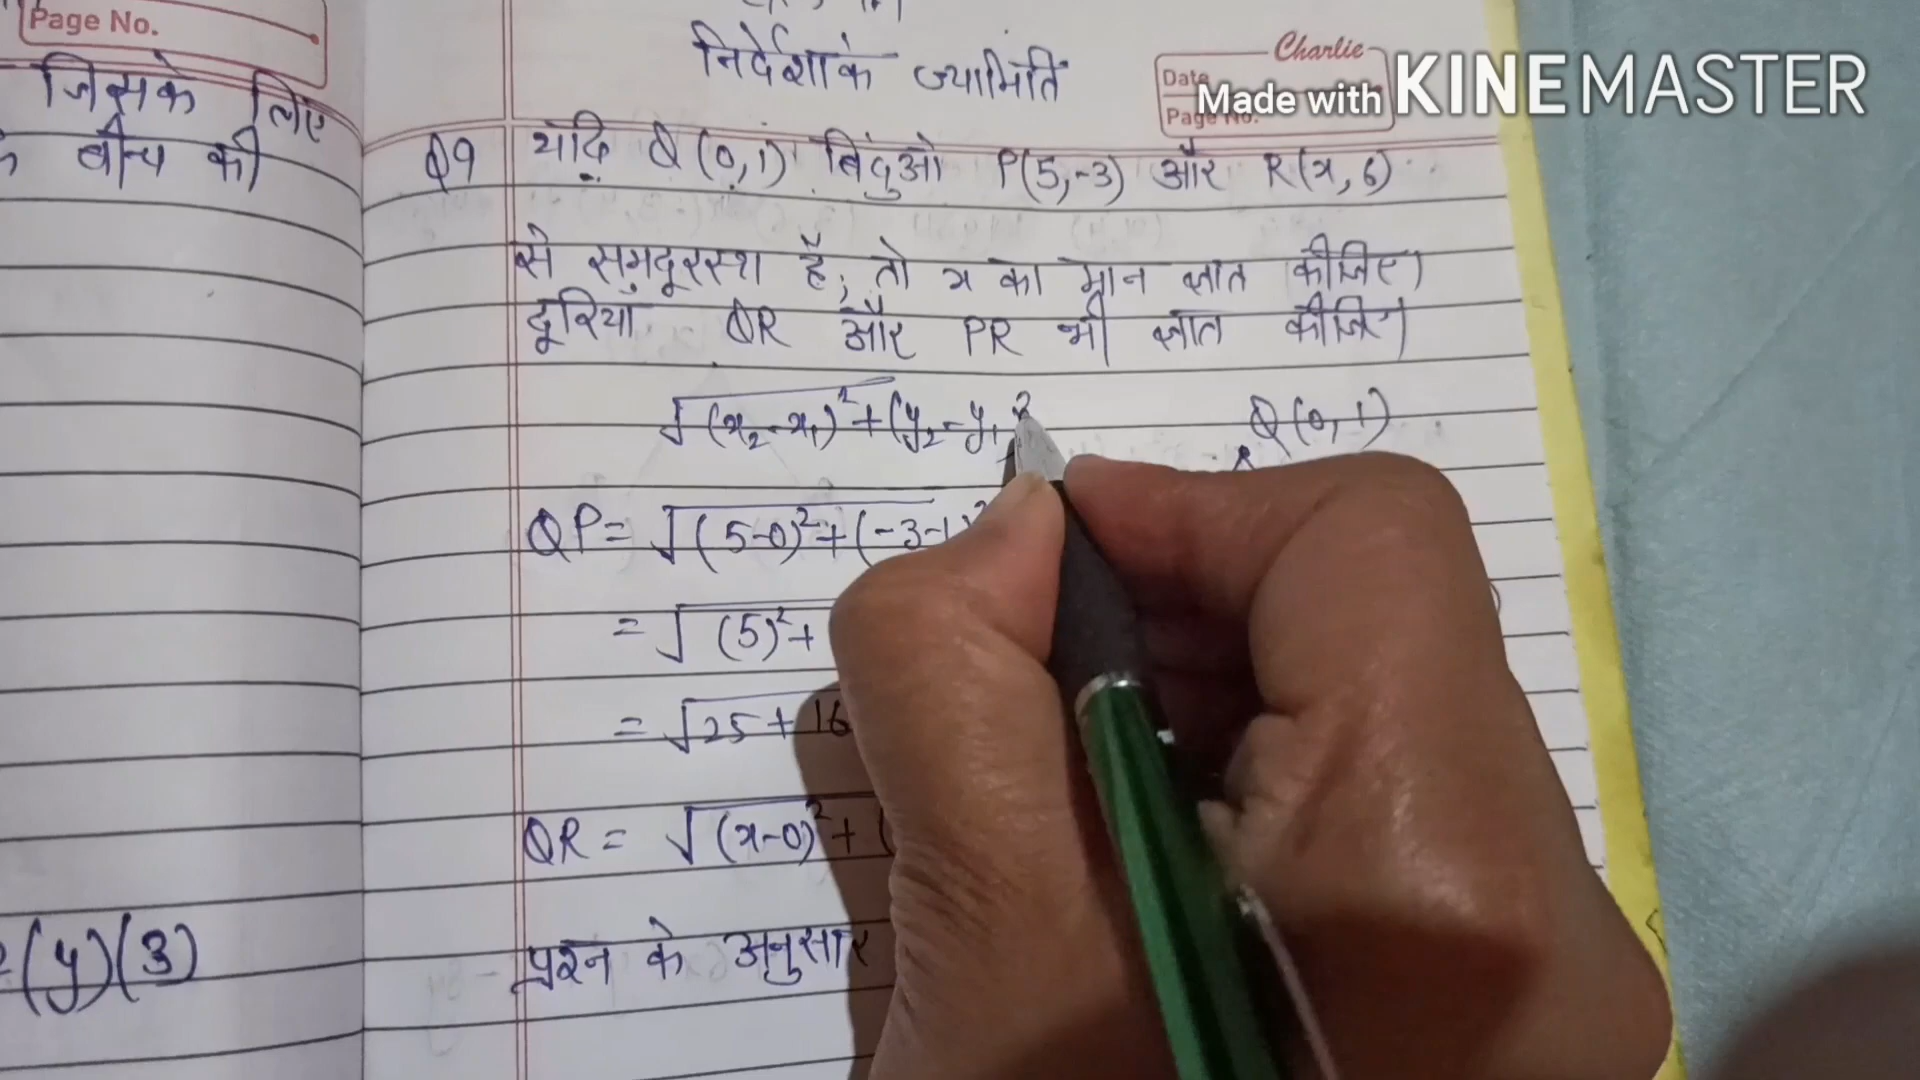 Page No.
जिसके लिए
बीच की
(y)(3)
निर्देशांक ज्यामिति
Charlie
Date
Page No.
Made with KINEMASTER
Q9 यदि Q(0,1) बिंदुओ P(5,-3) और R(x,6)
से समदूरस्थ है, तो x का मान ज्ञात कीजिए।
दूरियाँ QR और PR भी ज्ञात कीजिए।
√(x₂-x₁)²+(y₂-y₁)²
Q(0,1)
QP= √(5-0)²+(-3-1)²
= √(5)²+
= √25+16
QR = √(x-0)²+(
प्रश्न के अनुसार